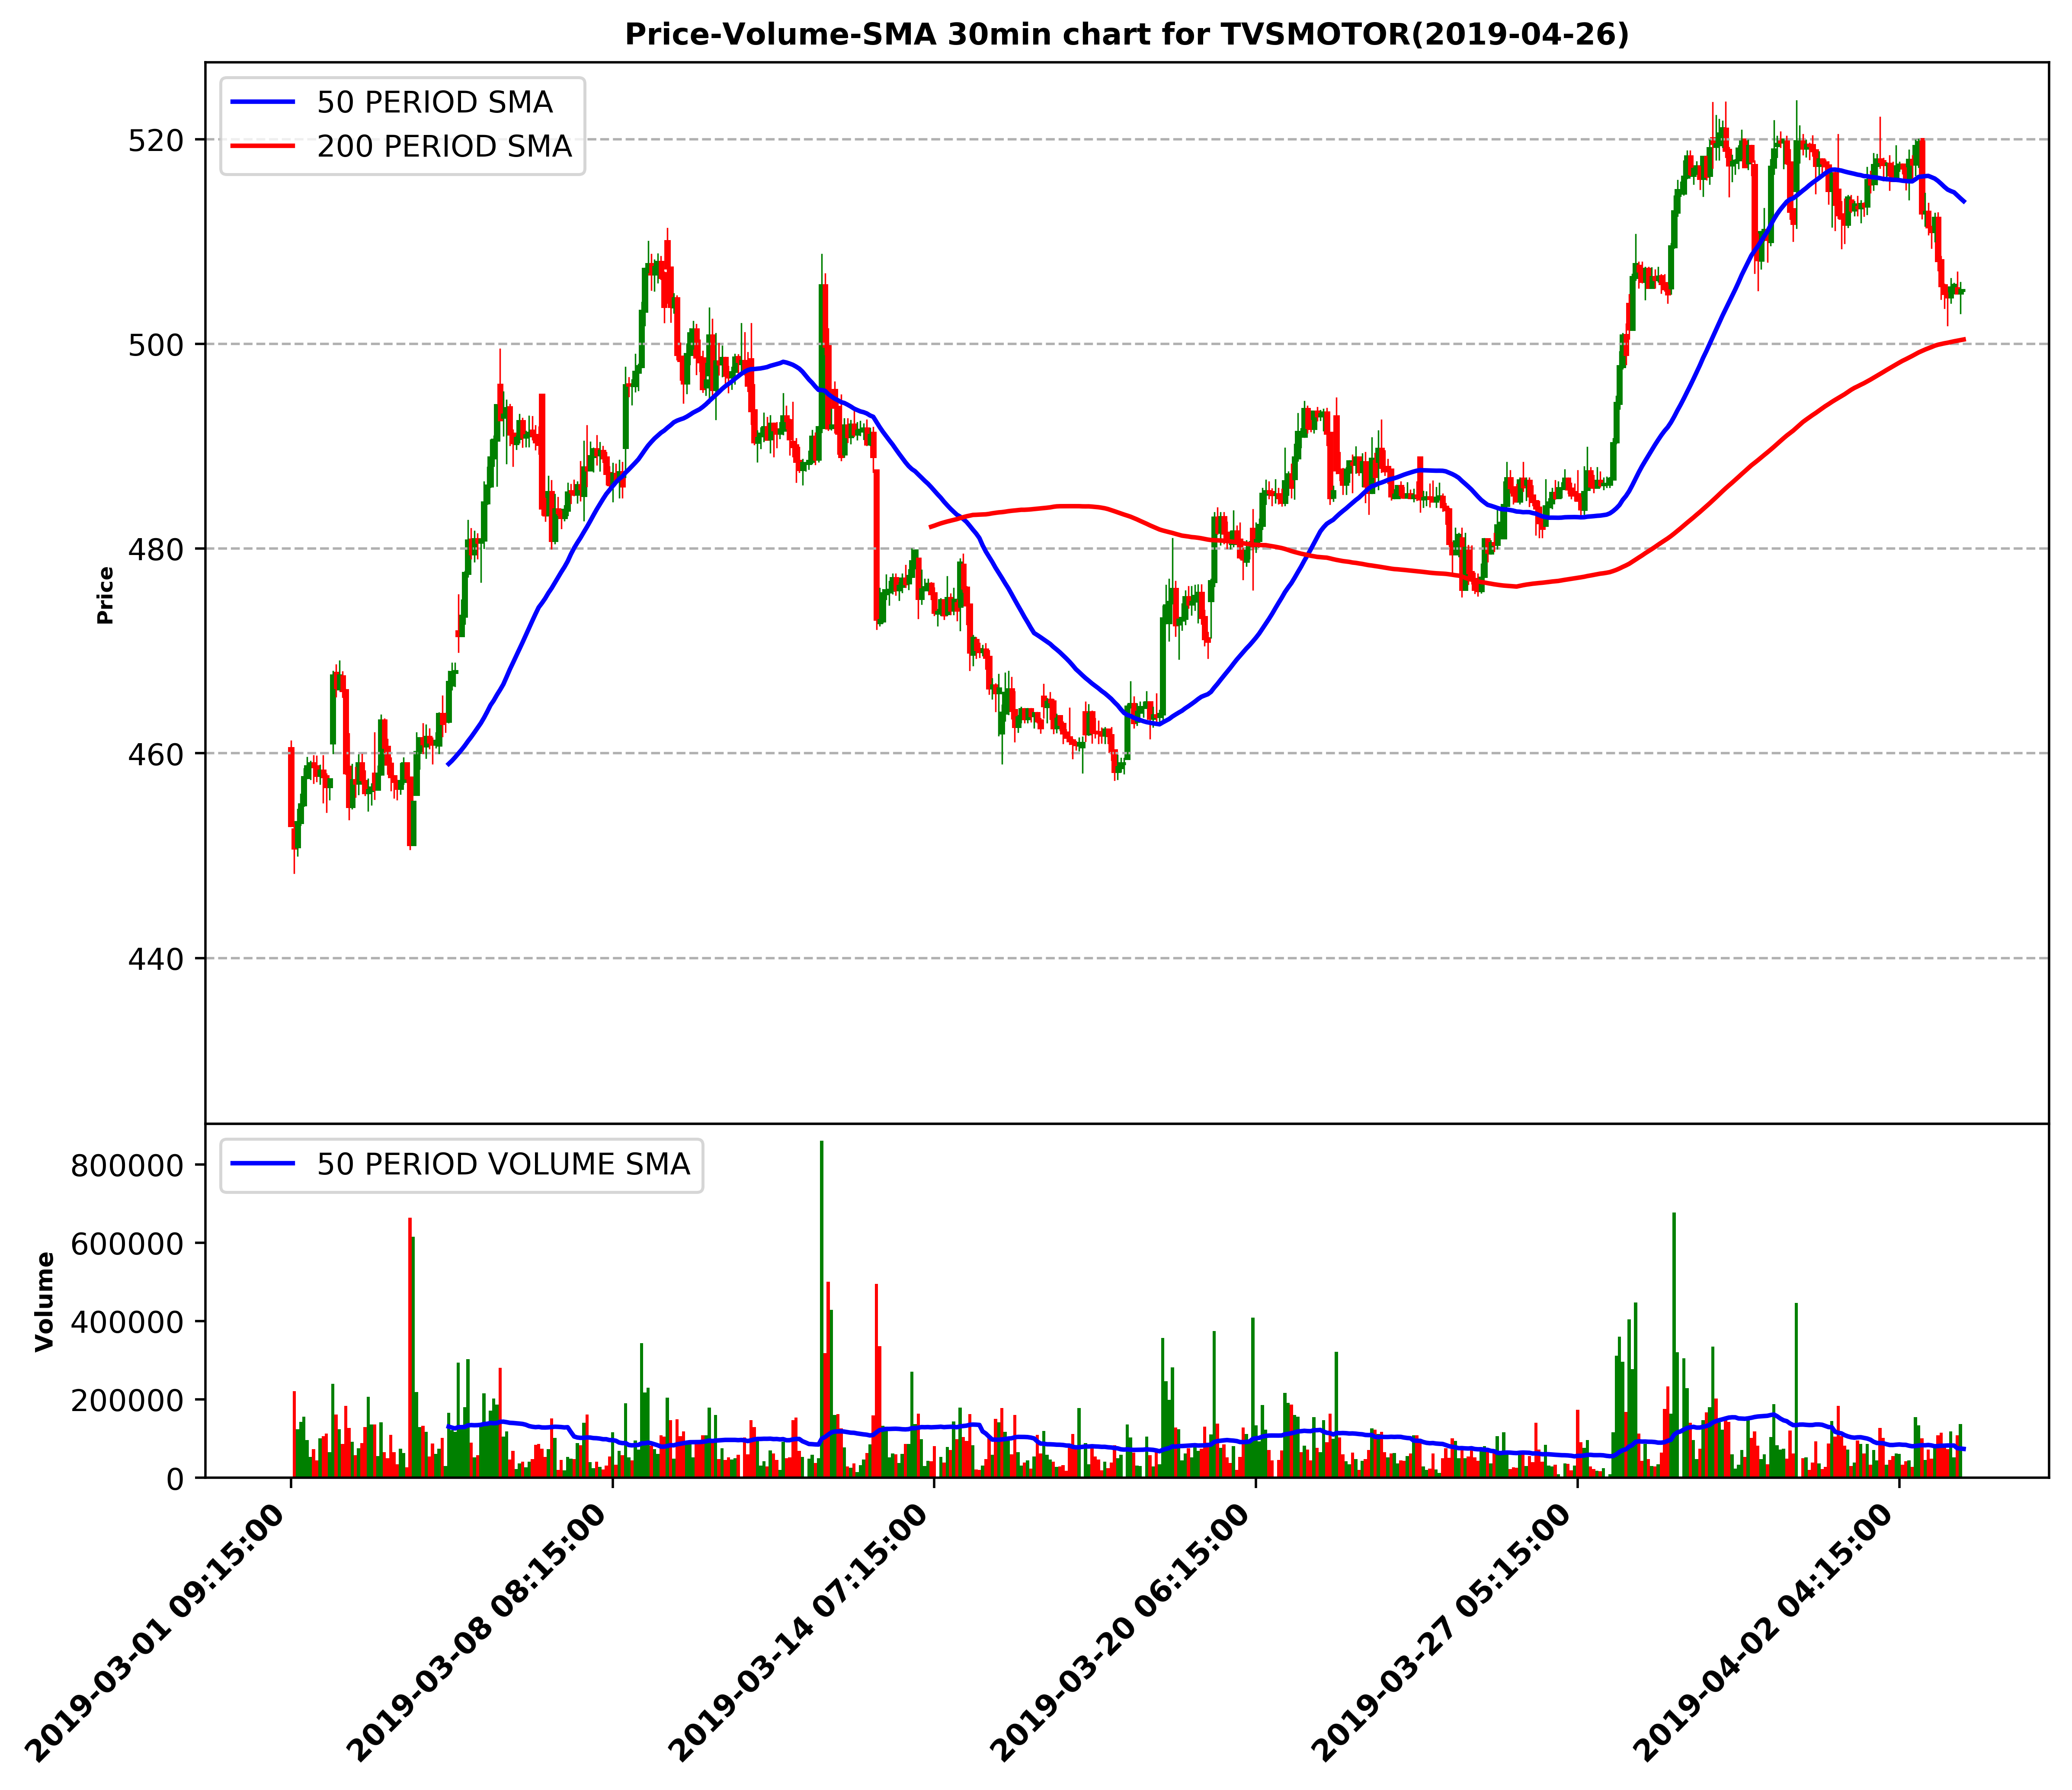 Price-Volume-SMA 30min chart for TVSMOTOR(2019-04-26)
50 PERIOD SMA
200 PERIOD SMA
520
500
480
460
440
Price
50 PERIOD VOLUME SMA
800000
600000
400000
200000
0
Volume
2019-03-01 09:15:00
2019-03-08 08:15:00
2019-03-14 07:15:00
2019-03-20 06:15:00
2019-03-27 05:15:00
2019-04-02 04:15:00